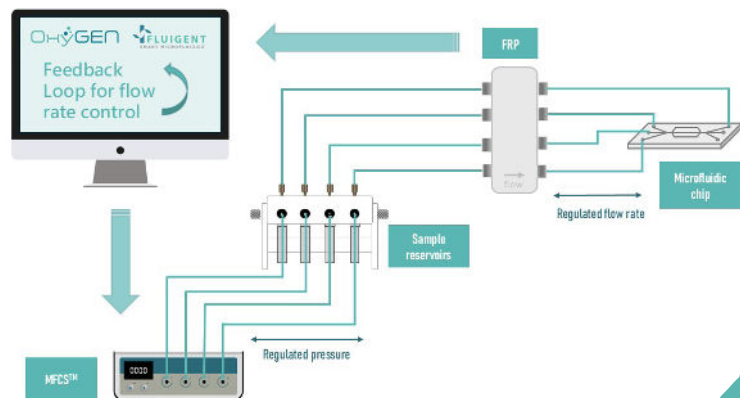 OxyGEN FLUIGENT
SMART MICROFLUIDICS
Feedback
Loop for flow
rate control
FRP
flow
Microfluidic
chip
Regulated flow rate
Sample
reservoirs
Regulated pressure
MFCS™
0000